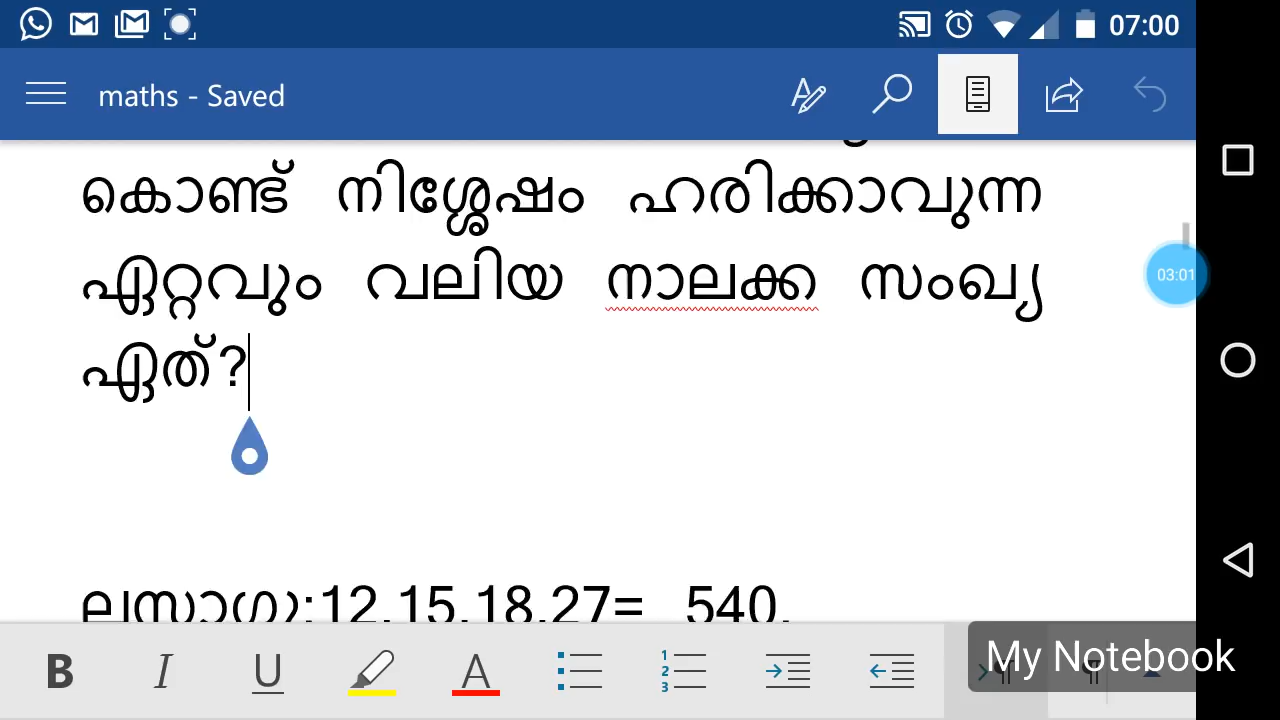 07:00
maths - Saved
കൊണ്ട് നിശ്ശേഷം ഹരിക്കാവുന്ന
ഏറ്റവും വലിയ നാലക്ക സംഖ്യ
03:01
ഏത്?
ലസാഗു:12,15,18,27= 540,
B I U A
My Notebook